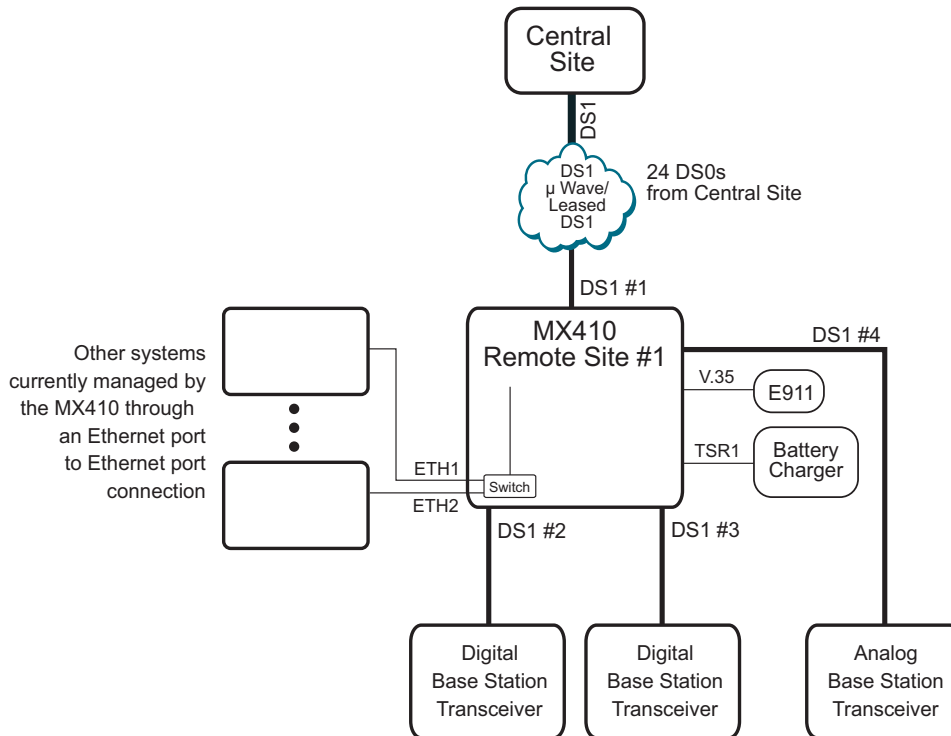 Central
Site
DS1
DS1
µ Wave/
Leased
DS1
24 DS0s
from Central Site
DS1 #1
MX410
Remote Site #1
DS1 #4
Other systems
currently managed by
the MX410 through
an Ethernet port
to Ethernet port
connection
V.35
E911
TSR1
Battery
Charger
ETH1
Switch
ETH2
DS1 #2
DS1 #3
Digital
Base Station
Transceiver
Digital
Base Station
Transceiver
Analog
Base Station
Transceiver